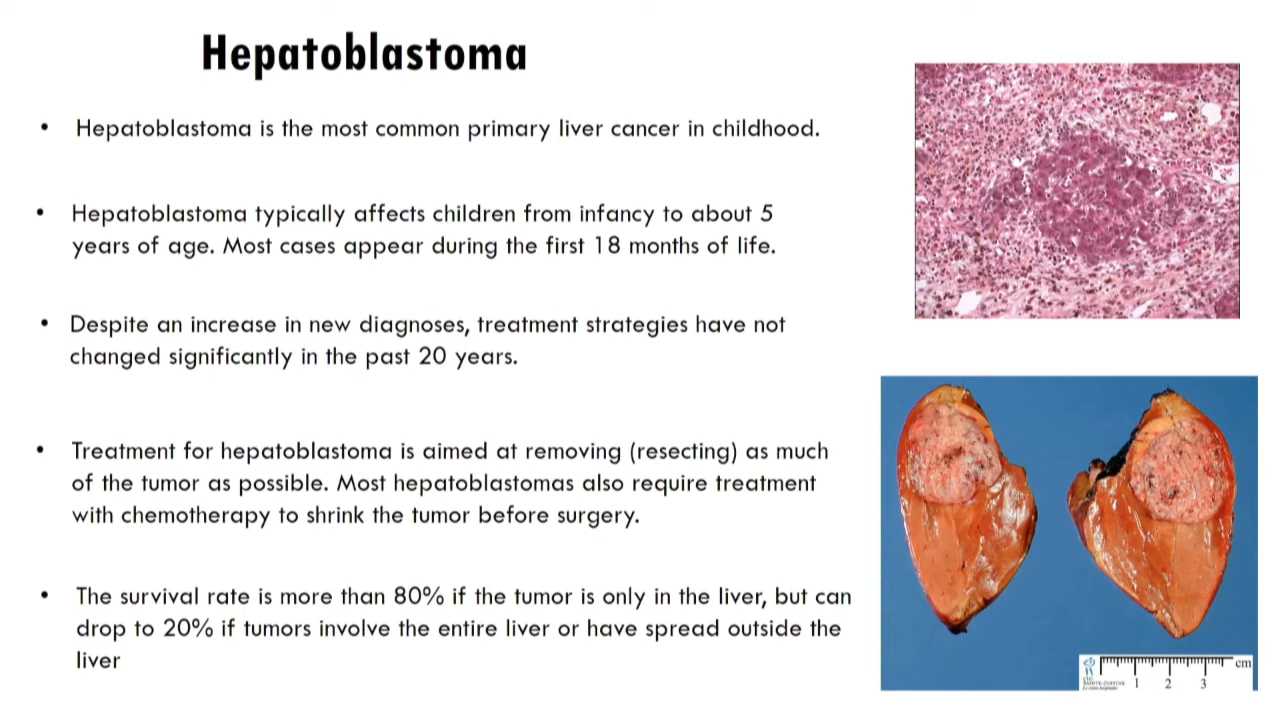 Hepatoblastoma
• Hepatoblastoma is the most common primary liver cancer in childhood.
• Hepatoblastoma typically affects children from infancy to about 5
years of age. Most cases appear during the first 18 months of life.
• Despite an increase in new diagnoses, treatment strategies have not
changed significantly in the past 20 years.
• Treatment for hepatoblastoma is aimed at removing (resecting) as much
of the tumor as possible. Most hepatoblastomas also require treatment
with chemotherapy to shrink the tumor before surgery.
• The survival rate is more than 80% if the tumor is only in the liver, but can
drop to 20% if tumors involve the entire liver or have spread outside the
liver
cm
1 2 3